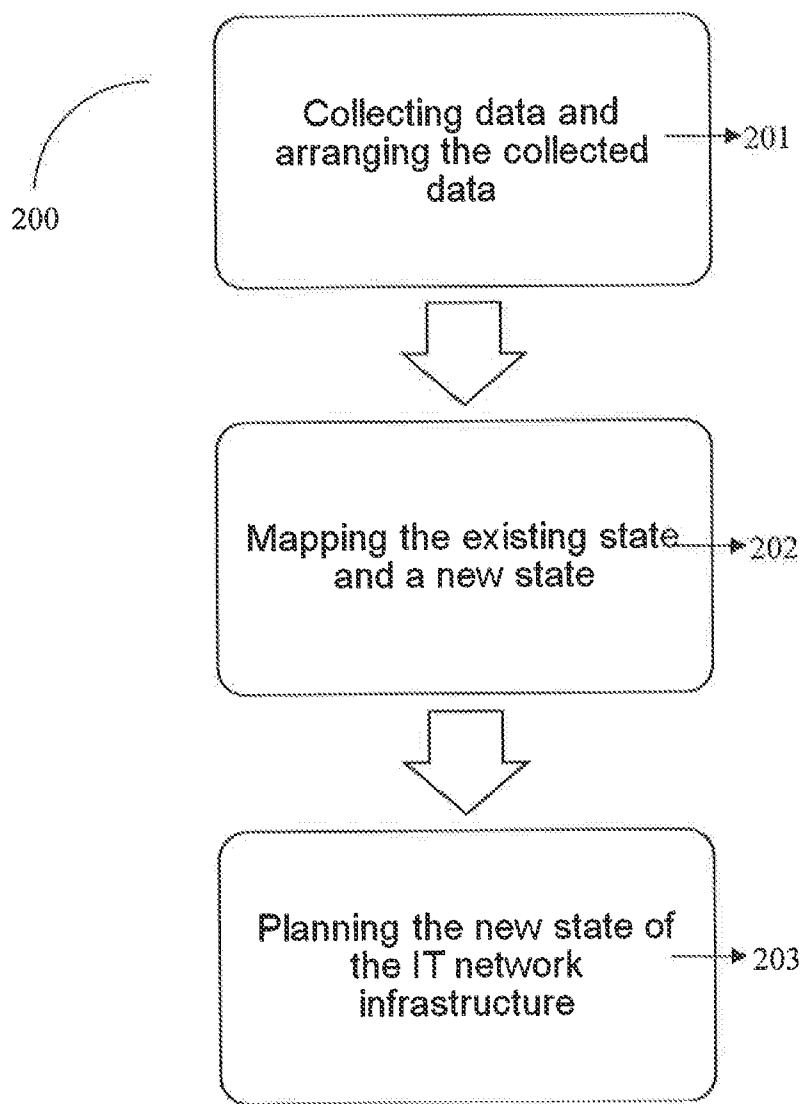 Collecting data and
arranging the collected
data
201
200
Mapping the existing state
and a new state
202
Planning the new state of
the IT network
infrastructure
203